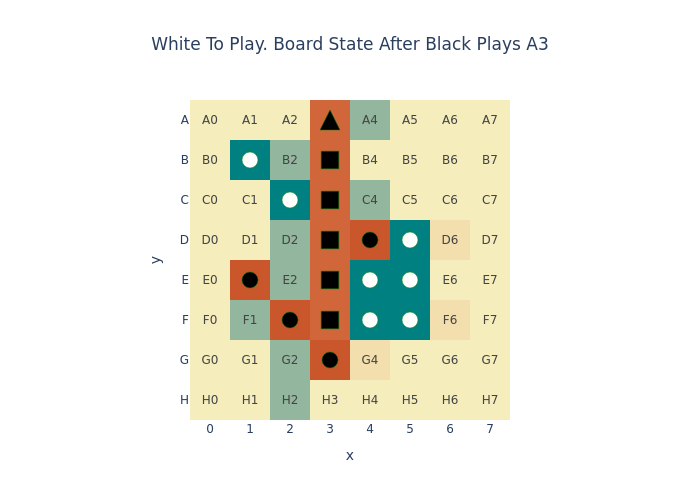 White To Play. Board State After Black Plays A3
A A0 A1 A2 A4 A5 A6 A7
B B0 B2 B4 B5 B6 B7
C C0 C1 C4 C5 C6 C7
D D0 D1 D2 D6 D7
y
E E0 E2 E6 E7
F F0 F1 F6 F7
G G0 G1 G2 G4 G5 G6 G7
H H0 H1 H2 H3 H4 H5 H6 H7
0 1 2 3 4 5 6 7
x